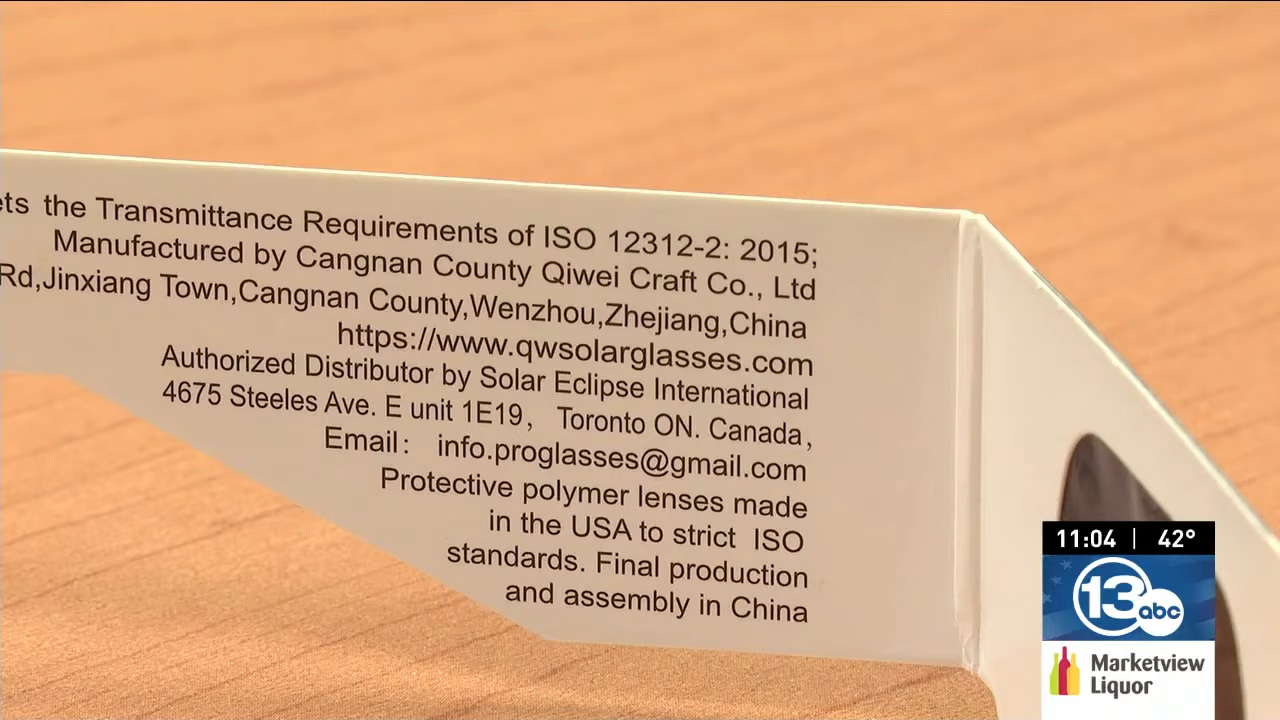 the Transmittance Requirements of ISO 12312-2: 2015;
Manufactured by Cangnan County Qiwei Craft Co., Ltd
Rd,Jinxiang Town,Cangnan County,Wenzhou,Zhejiang,China
https://www.qwsolarglasses.com
Authorized Distributor by Solar Eclipse International
4675 Steeles Ave. E unit 1E19, Toronto ON. Canada,
Email: info.proglasses@gmail.com
Protective polymer lenses made
in the USA to strict ISO
standards. Final production
and assembly in China
11:04 | 42°
13 abc
Marketview
Liquor